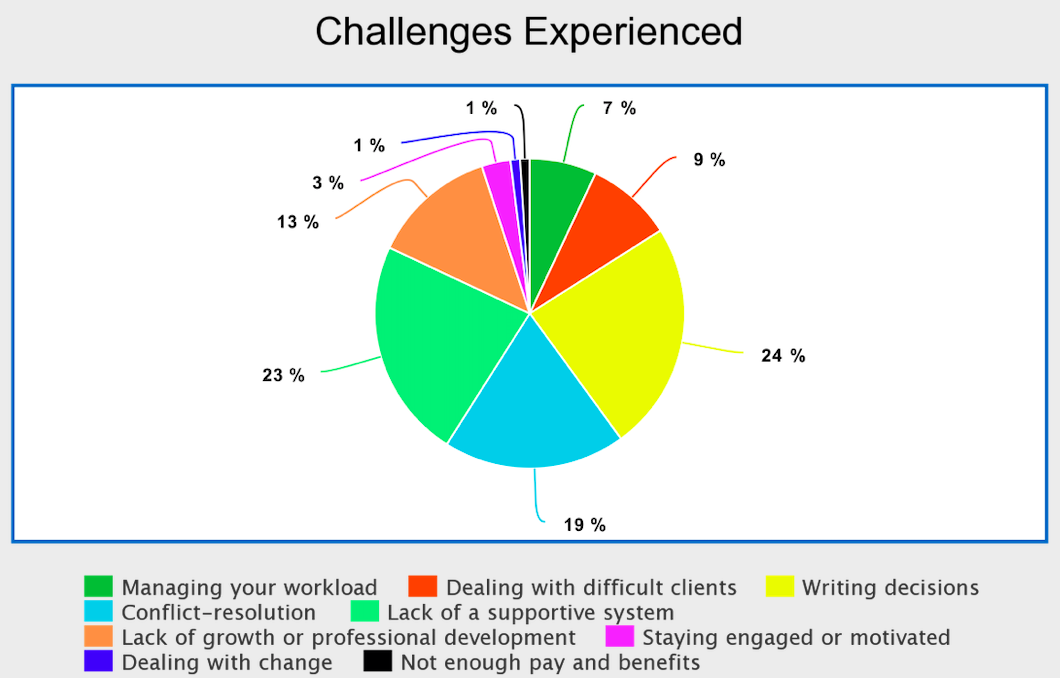 Challenges Experienced
1 %
7 %
1 %
9 %
3 %
13 %
24 %
23 %
19 %
Managing your workload
Dealing with difficult clients
Writing decisions
Conflict-resolution
Lack of a supportive system
Lack of growth or professional development
Staying engaged or motivated
Dealing with change
Not enough pay and benefits